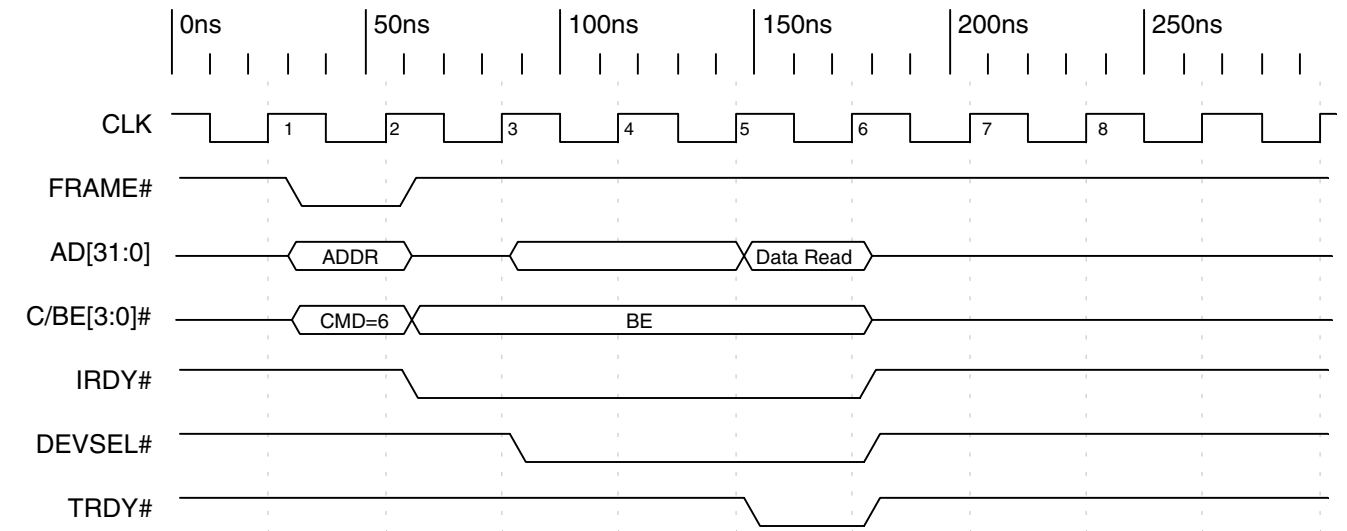 0ns 50ns 100ns 150ns 200ns 250ns
CLK 1 2 3 4 5 6 7 8
FRAME#
AD[31:0] ADDR Data Read
C/BE[3:0]# CMD=6 BE
IRDY#
DEVSEL#
TRDY#